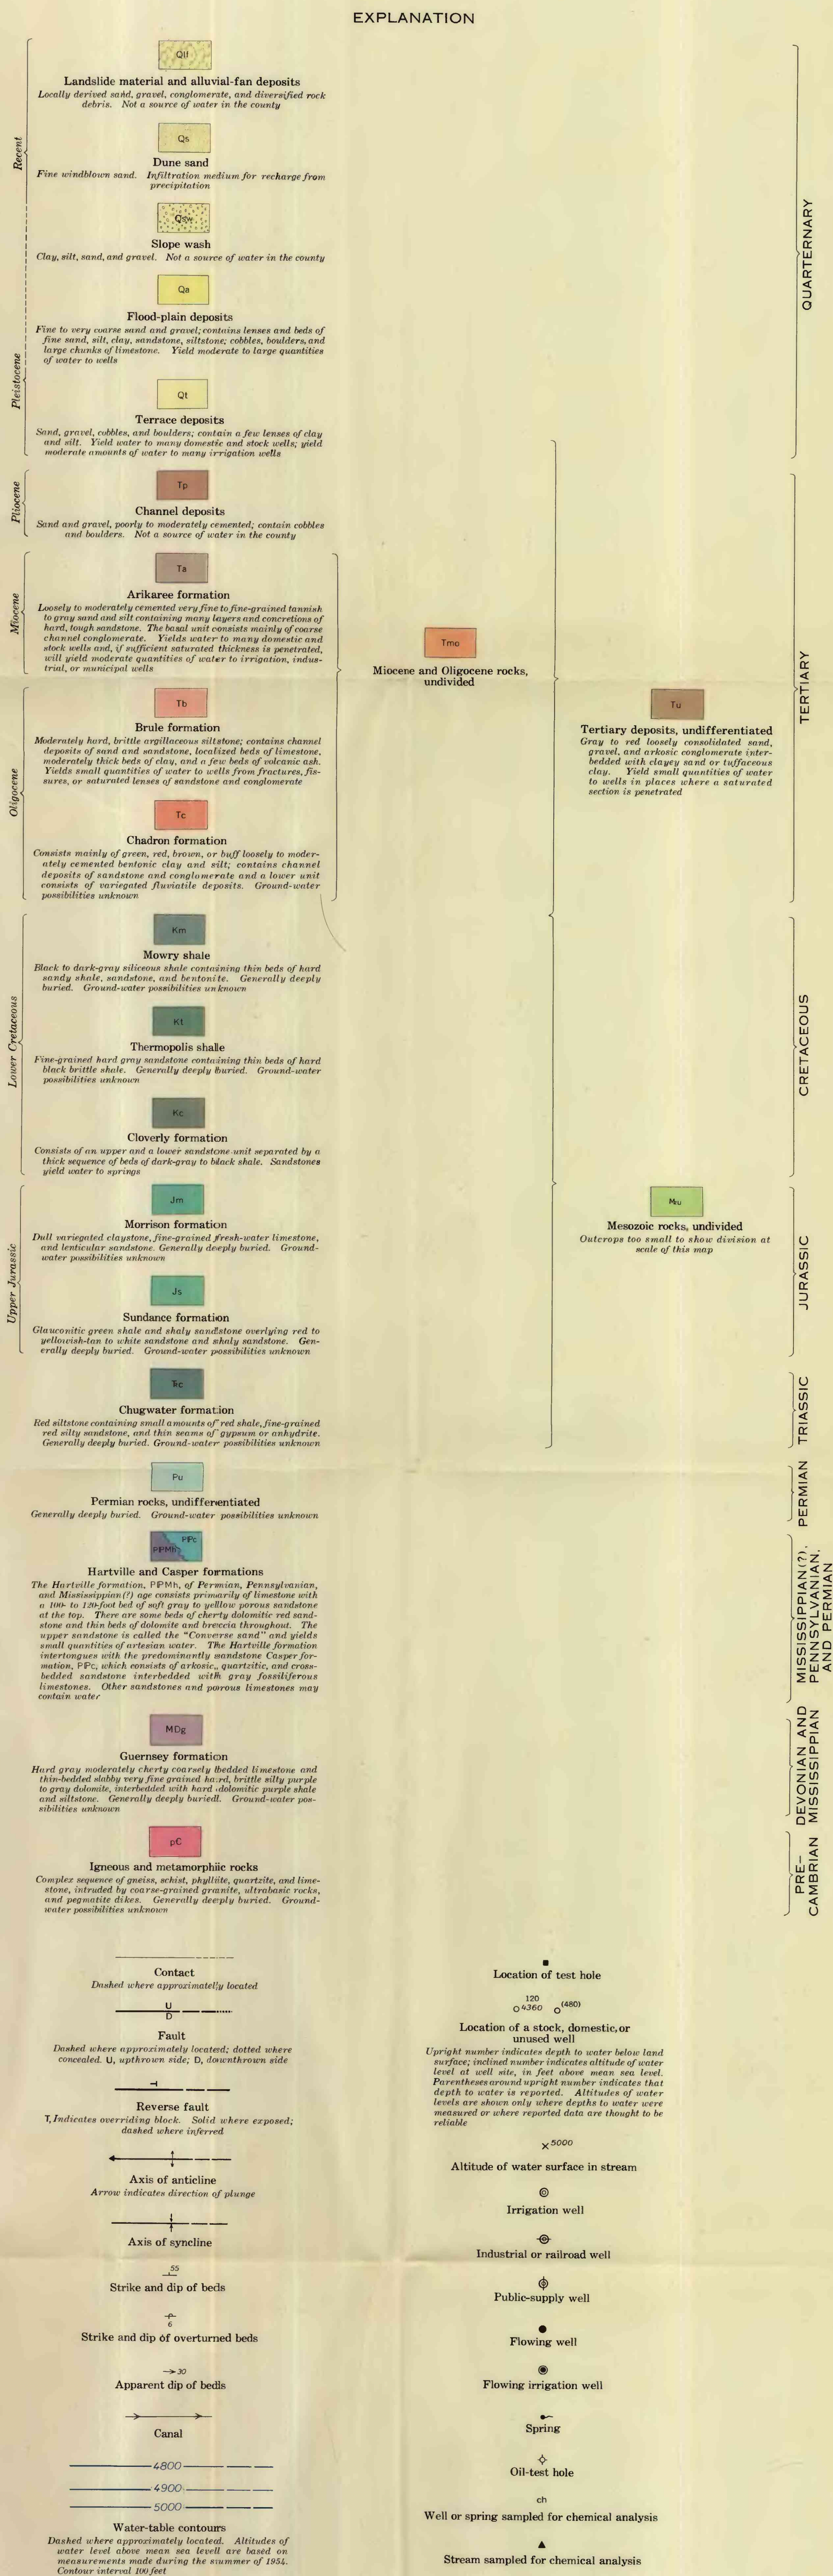 EXPLANATION
Qlf
Landslide material and alluvial-fan deposits
Locally derived sand, gravel, conglomerate, and diversified rock
debris. Not a source of water in the county
Recent
Qs
Dune sand
Fine windblown sand. Infiltration medium for recharge from
precipitation
Qsw
Slope wash
Clay, silt, sand, and gravel. Not a source of water in the county
QUARTERNARY
Qa
Flood-plain deposits
Fine to very coarse sand and gravel; contains lenses and beds of
fine sand, silt, clay, sandstone, siltstone; cobbles, boulders, and
large chunks of limestone. Yield moderate to large quantities
of water to wells
Pleistocene
Qt
Terrace deposits
Sand, gravel, cobbles, and boulders; contain a few lenses of clay
and silt. Yield water to many domestic and stock wells; yield
moderate amounts of water to many irrigation wells
Pliocene
Tp
Channel deposits
Sand and gravel, poorly to moderately cemented; contain cobbles
and boulders. Not a source of water in the county
Miocene
Ta
Arikaree formation
Loosely to moderately cemented very fine to fine-grained tannish
to gray sand and silt containing many layers and concretions of
hard, tough sandstone. The basal unit consists mainly of coarse
channel conglomerate. Yields water to many domestic and
stock wells and, if sufficient saturated thickness is penetrated,
will yield moderate quantities of water to irrigation, indus-
trial, or municipal wells
Tmo
Miocene and Oligocene rocks,
undivided
TERTIARY
Oligocene
Tb
Brule formation
Moderately hard, brittle argillaceous siltstone; contains channel
deposits of sand and sandstone, localized beds of limestone,
moderately thick beds of clay, and a few beds of volcanic ash.
Yields small quantities of water to wells from fractures, fis-
sures, or saturated lenses of sandstone and conglomerate
Tu
Tertiary deposits, undifferentiated
Gray to red loosely consolidated sand,
gravel, and arkosic conglomerate inter-
bedded with clayey sand or tuffaceous
clay. Yield small quantities of water
to wells in places where a saturated
section is penetrated
Tc
Chadron formation
Consists mainly of green, red, brown, or buff loosely to moder-
ately cemented bentonic clay and silt; contains channel
deposits of sandstone and conglomerate and a lower unit
consists of variegated fluviatile deposits. Ground-water
possibilities unknown
Lower Cretaceous
Km
Mowry shale
Black to dark-gray siliceous shale containing thin beds of hard
sandy shale, sandstone, and bentonite. Generally deeply
buried. Ground-water possibilities unknown
Kt
Thermopolis shalle
Fine-grained hard gray sandstone containing thin beds of hard
black brittle shale. Generally deeply buried. Ground-water
possibilities unknown
CRETACEOUS
Kc
Cloverly formation
Consists of an upper and a lower sandstone unit separated by a
thick sequence of beds of dark-gray to black shale. Sandstones
yield water to springs
Upper Jurassic
Jm
Morrison formation
Dull variegated claystone, fine-grained fresh-water limestone,
and lenticular sandstone. Generally deeply buried. Ground-
water possibilities unknown
Mru
Mesozoic rocks, undivided
Outcrops too small to show division at
scale of this map
JURASSIC
Js
Sundance formation
Glauconitic green shale and shaly sandstone overlying red to
yellowish-tan to white sandstone and shaly sandstone. Gen-
erally deeply buried. Ground-water possibilities unknown
Trc
Chugwater formation
Red siltstone containing small amounts of red shale, fine-grained
red silty sandstone, and thin seams of gypsum or anhydrite.
Generally deeply buried. Ground-water possibilities unknown
TRIASSIC
Pu
Permian rocks, undifferentiated
Generally deeply buried. Ground-water possibilities unknown
PERMIAN
PPc
PPMh
Hartville and Casper formations
The Hartville formation, PPMh, of Permian, Pennsylvanian,
and Mississippian(?) age consists primarily of limestone with
a 100- to 120-foot bed of soft gray to yelllow porous sandstone
at the top. There are some beds of cherty dolomitic red sand-
stone and thin beds of dolomite and breccia throughout. The
upper sandstone is called the "Converse sand" and yields
small quantities of artesian water. The Hartville formation
intertongues with the predominantly sandstone Casper for-
mation, PPc, which consists of arkosic, quartzitic, and cross-
bedded sandstone interbedded with gray fossiliferous
limestones. Other sandstones and porous limestones may
contain water
MISSISSIPPIAN(?),
PENNSYLVANIAN,
AND PERMIAN
MDg
Guernsey formation
Hard gray moderately cherty coarsely bedded limestone and
thin-bedded slabby very fine grained hard, brittle silty purple
to gray dolomite, interbedded with hard dolomitic purple shale
and siltstone. Generally deeply buried. Ground-water pos-
sibilities unknown
DEVONIAN AND
MISSISSIPPIAN
pC
Igneous and metamorphiic rocks
Complex sequence of gneiss, schist, phyllite, quartzite, and lime-
stone, intruded by coarse-grained granite, ultrabasic rocks,
and pegmatite dikes. Generally deeply buried. Ground-
water possibilities unknown
PRE-
CAMBRIAN
Contact
Dashed where approximately located
U
D
Fault
Dashed where approximately located; dotted where
concealed. U, upthrown side; D, downthrown side
Reverse fault
T, Indicates overriding block. Solid where exposed;
dashed where inferred
Axis of anticline
Arrow indicates direction of plunge
Axis of syncline
55
Strike and dip of beds
6
Strike and dip of overturned beds
30
Apparent dip of beds
Canal
4800
4900
5000
Water-table contours
Dashed where approximately located. Altitudes of
water level above mean sea levell are based on
measurements made during the summer of 1954.
Contour interval 100 feet
Location of test hole
120
4360 (480)
Location of a stock, domestic, or
unused well
Upright number indicates depth to water below land
surface; inclined number indicates altitude of water
level at well site, in feet above mean sea level.
Parentheses around upright number indicates that
depth to water is reported. Altitudes of water
levels are shown only where depths to water were
measured or where reported data are thought to be
reliable
5000
Altitude of water surface in stream
Irrigation well
Industrial or railroad well
Public-supply well
Flowing well
Flowing irrigation well
Spring
Oil-test hole
ch
Well or spring sampled for chemical analysis
Stream sampled for chemical analysis